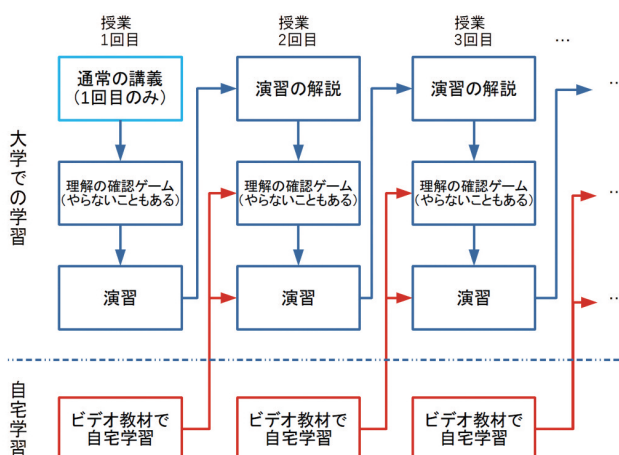 授業
1回目
授業
2回目
授業
3回目
…
大学での学習
通常の講義
(1回目のみ)
演習の解説
演習の解説
…
理解の確認ゲーム
(やらないこともある)
理解の確認ゲーム
(やらないこともある)
理解の確認ゲーム
(やらないこともある)
…
演習
演習
演習
…
自宅学習
ビデオ教材で
自宅学習
ビデオ教材で
自宅学習
ビデオ教材で
自宅学習